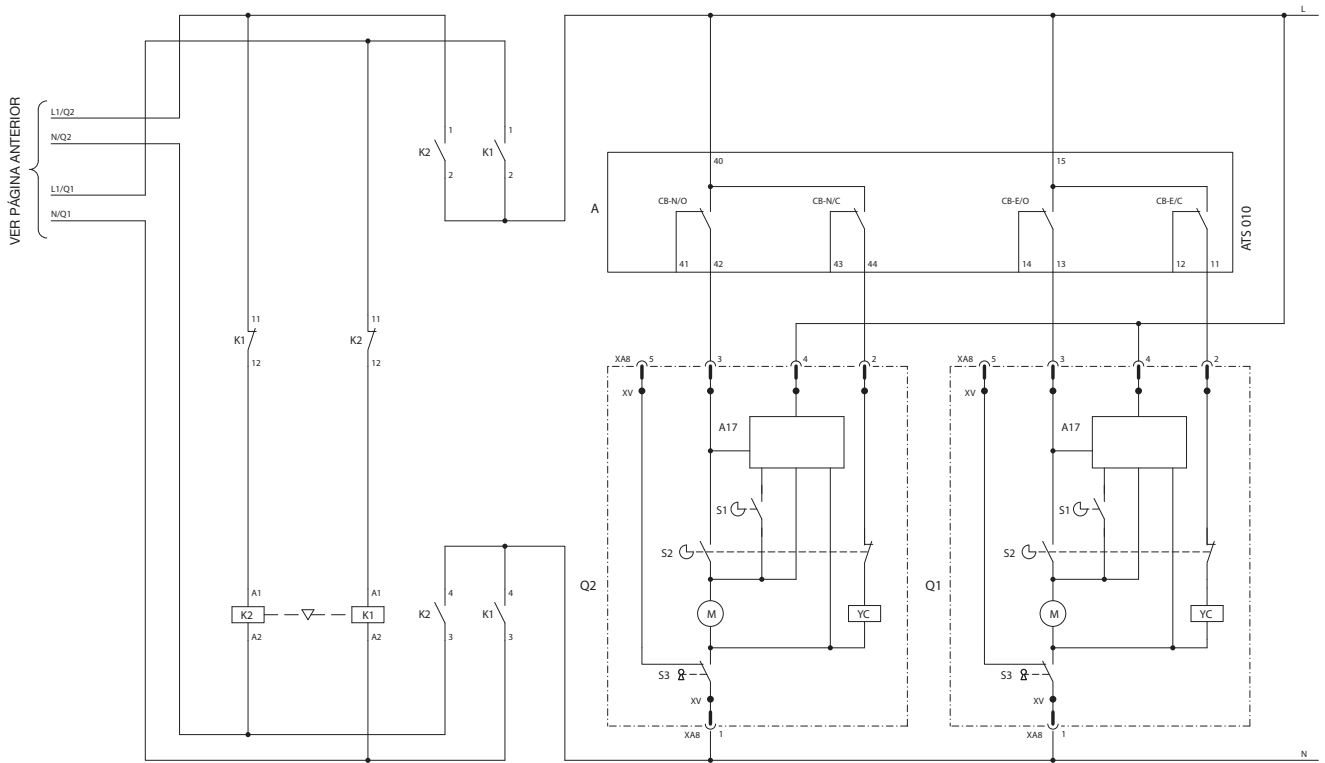 L
VER PÁGINA ANTERIOR
L1/Q2
N/Q2
L1/Q1
N/Q1
1
1
K2
K1
2
2
40
15
A
CB-N/O
CB-N/C
CB-E/O
CB-E/C
ATS 010
41
42
43
44
14
13
12
11
11
11
K1
K2
12
12
XA8
5
3
4
2
XA8
5
3
4
2
XV
XV
A17
A17
S1
S1
S2
S2
Q2
Q1
A1
A1
4
4
K2
K1
K2
K1
A2
A2
3
3
M
YC
M
YC
S3
S3
XV
XV
XA8
1
XA8
1
N